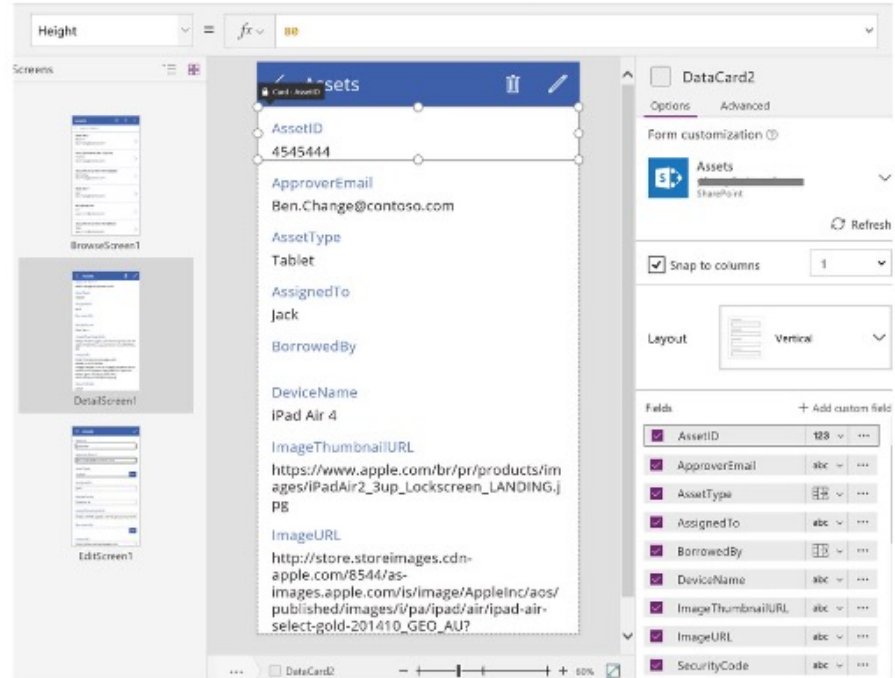 Height
=
fx
80
Screens
BrowseScreen1
DetailScreen1
EditScreen1
Assets
Card : AssetID
AssetID
4545444
ApproverEmail
Ben.Change@contoso.com
AssetType
Tablet
AssignedTo
Jack
BorrowedBy
DeviceName
iPad Air 4
ImageThumbnailURL
https://www.apple.com/br/pr/products/im
ages/iPadAir2_3up_Lockscreen_LANDING.j
pg
ImageURL
http://store.storeimages.cdn-
apple.com/8544/as-
images.apple.com/is/image/AppleInc/aos/
published/images/i/pa/ipad/air/ipad-air-
select-gold-201410_GEO_AU?
... DataCard2 − + 60%
DataCard2
Options Advanced
Form customization
Assets
SharePoint
Refresh
Snap to columns 1
Layout Vertical
Fields + Add custom field
AssetID 123 ...
ApproverEmail abc ...
AssetType ...
AssignedTo abc ...
BorrowedBy ...
DeviceName abc ...
ImageThumbnailURL abc ...
ImageURL abc ...
SecurityCode abc ...